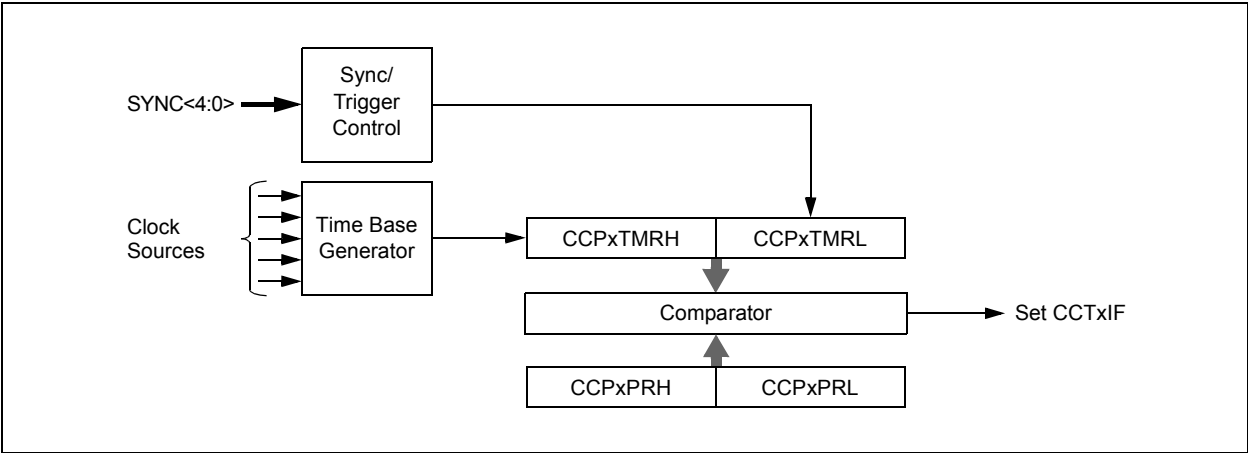 Sync/
Trigger
Control
SYNC<4:0>
Clock
Sources
Time Base
Generator
CCPxTMRH
CCPxTMRL
Comparator
Set CCTxIF
CCPxPRH
CCPxPRL